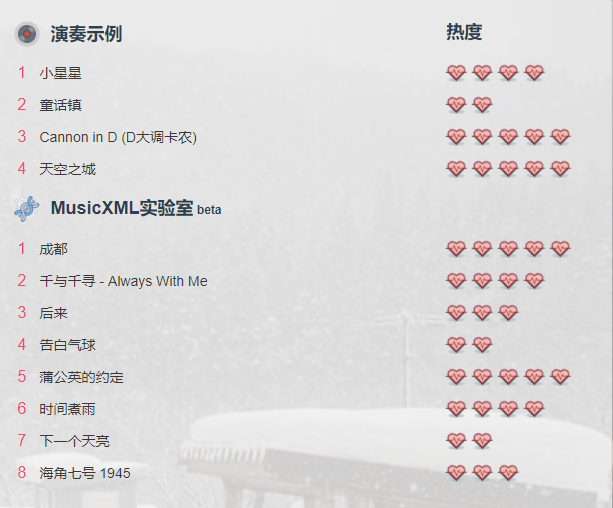 演奏示例 热度
1 小星星
2 童话镇
3 Cannon in D (D大调卡农)
4 天空之城
MusicXML实验室 beta
1 成都
2 千与千寻 - Always With Me
3 后来
4 告白气球
5 蒲公英的约定
6 时间煮雨
7 下一个天亮
8 海角七号 1945